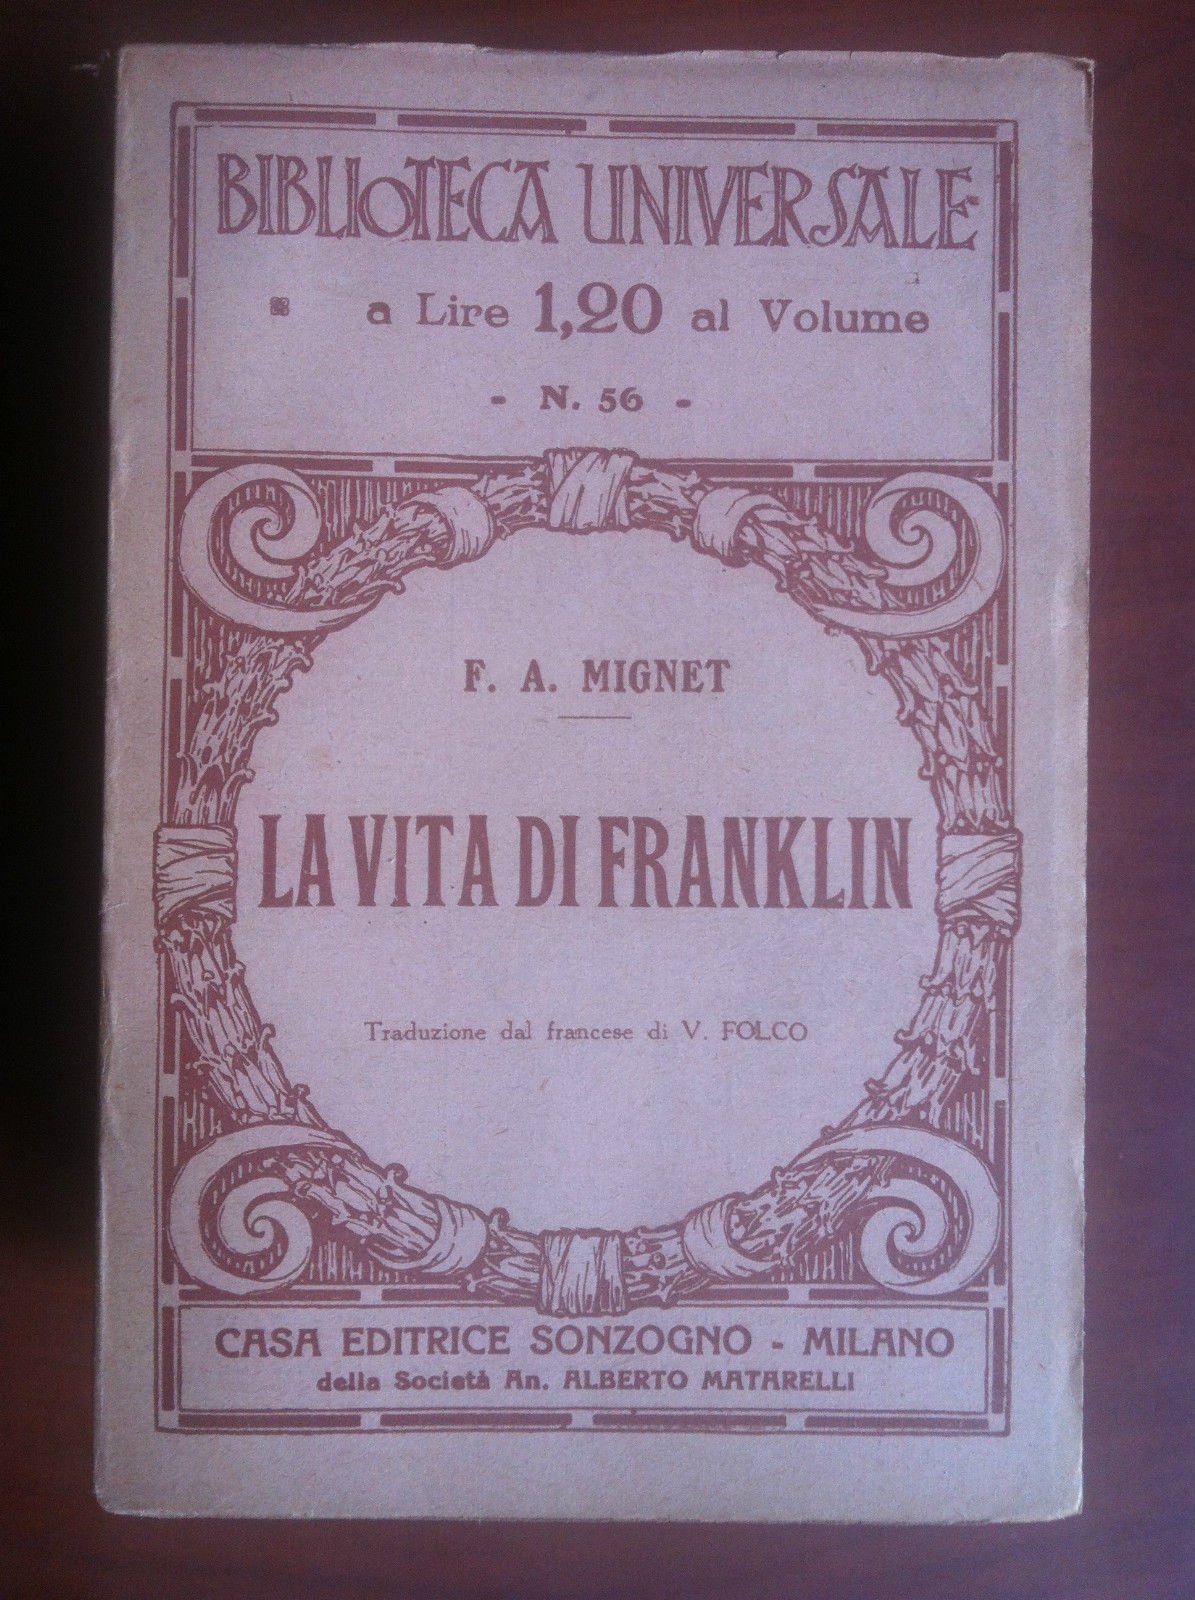 BIBLIOTECA UNIVERSALE
a Lire 1,20 al Volume
- N. 56 -
F. A. MIGNET
LA VITA DI FRANKLIN
Traduzione dal francese di V. FOLCO
CASA EDITRICE SONZOGNO - MILANO
della Società An. ALBERTO MATARELLI